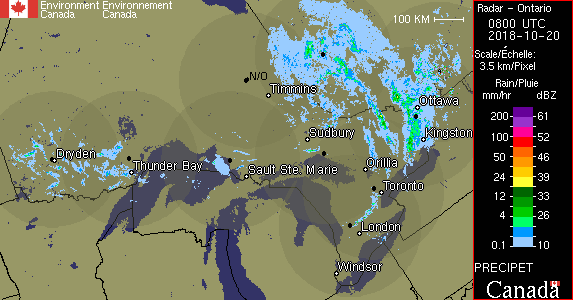 Environment Environnement
Canada Canada
100 KM
N/O
Timmins
Ottawa
Sudbury
Kingston
Dryden
Thunder Bay
Sault Ste. Marie
Orillia
Toronto
London
Windsor
Radar - Ontario
0800 UTC
2018-10-20
Scale/Échelle:
3.5 km/Pixel
Rain/Pluie
mm/hr dBZ
200 61
100 52
50 46
24 39
12 33
4 26
2 20
0.1 10
PRECIPET
Canada